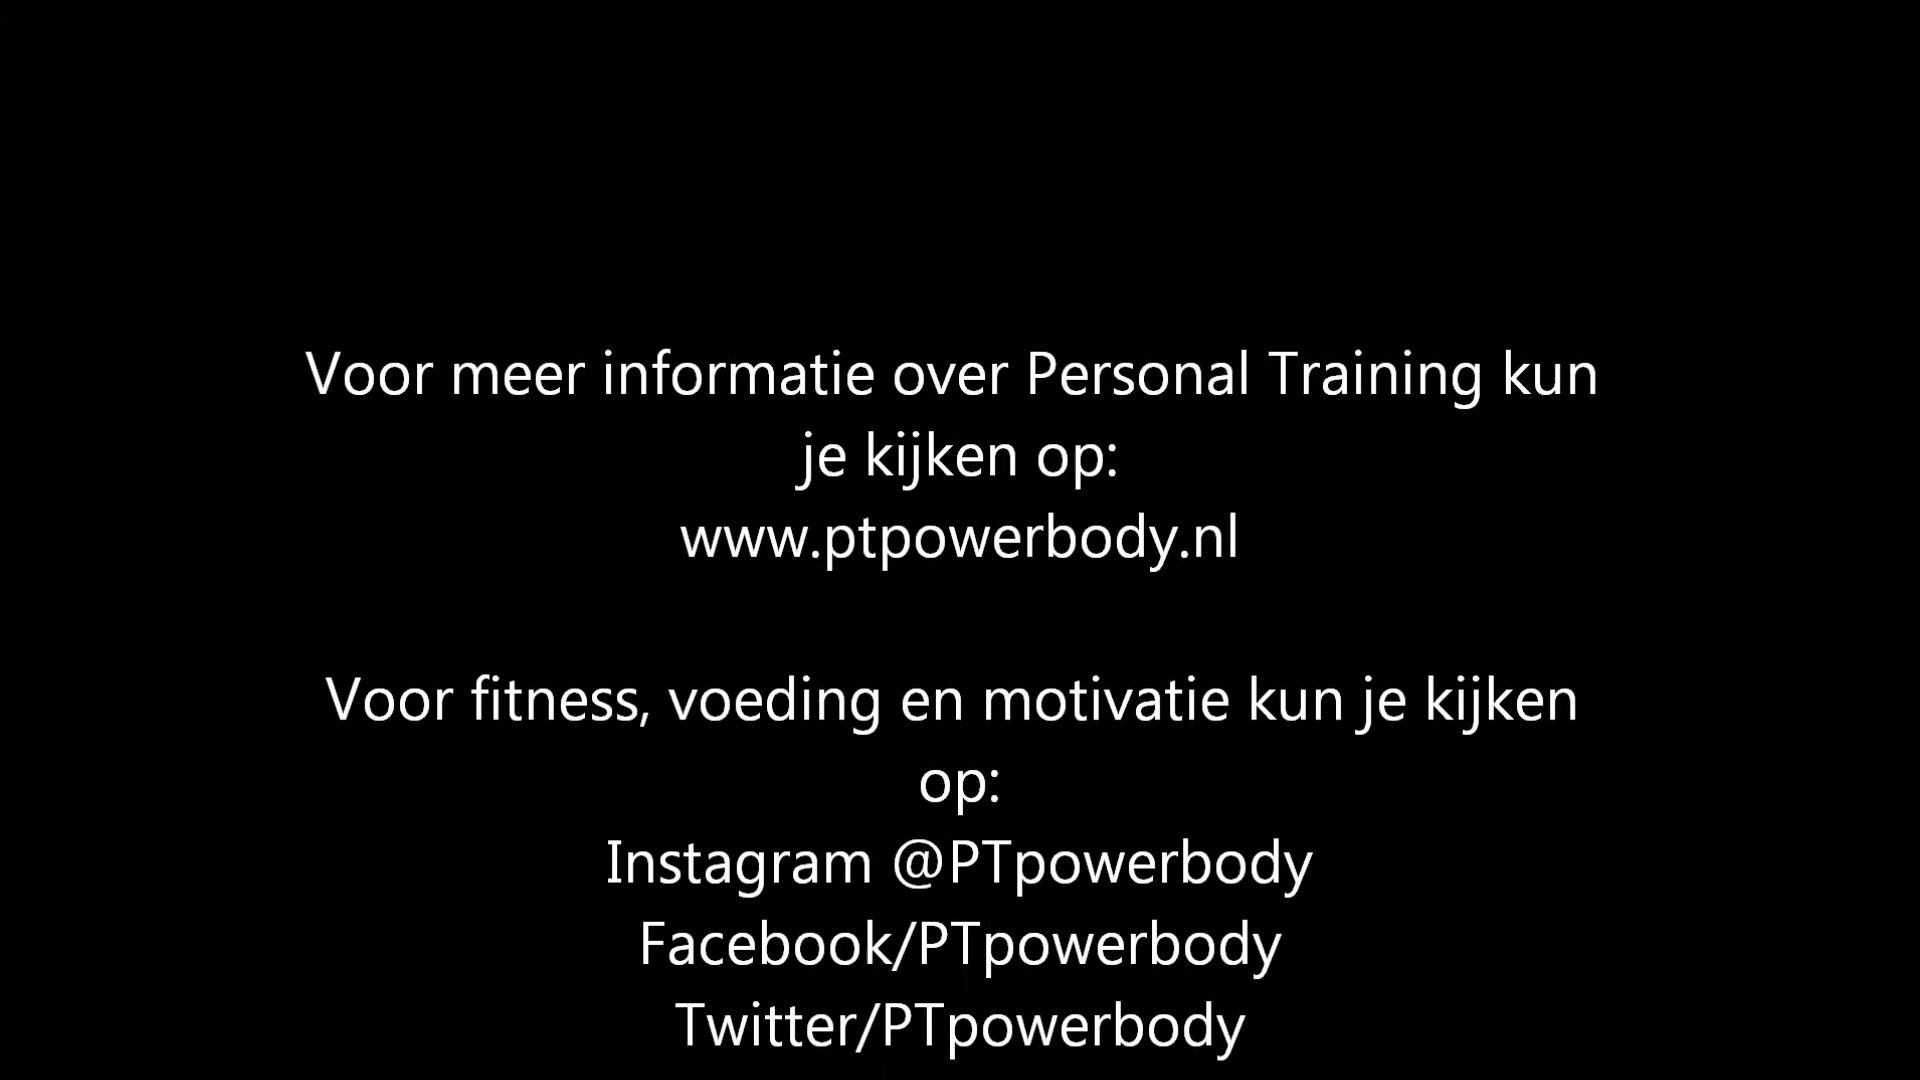 Voor meer informatie over Personal Training kun
je kijken op:
www.ptpowerbody.nl
Voor fitness, voeding en motivatie kun je kijken
op:
Instagram @PTpowerbody
Facebook/PTpowerbody
Twitter/PTpowerbody